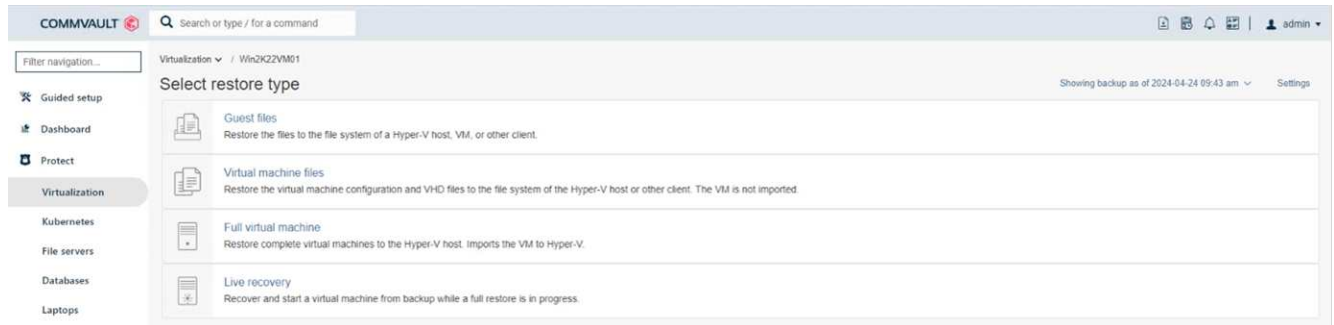 COMMVAULT
Search or type / for a command
admin
Filter navigation...
Guided setup
Dashboard
Protect
Virtualization
Kubernetes
File servers
Databases
Laptops
Virtualization / Win2K22VM01
Select restore type
Showing backup as of 2024-04-24 09:43 am
Settings
Guest files
Restore the files to the file system of a Hyper-V host, VM, or other client.
Virtual machine files
Restore the virtual machine configuration and VHD files to the file system of the Hyper-V host or other client. The VM is not imported.
Full virtual machine
Restore complete virtual machines to the Hyper-V host. Imports the VM to Hyper-V.
Live recovery
Recover and start a virtual machine from backup while a full restore is in progress.